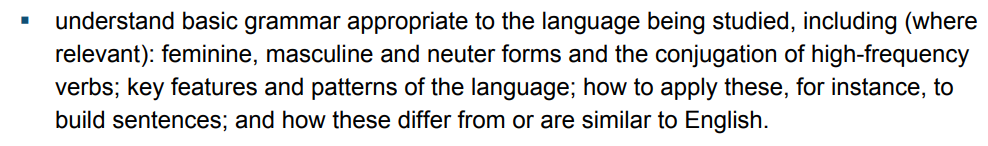 ▪ understand basic grammar appropriate to the language being studied, including (where
relevant): feminine, masculine and neuter forms and the conjugation of high-frequency
verbs; key features and patterns of the language; how to apply these, for instance, to
build sentences; and how these differ from or are similar to English.